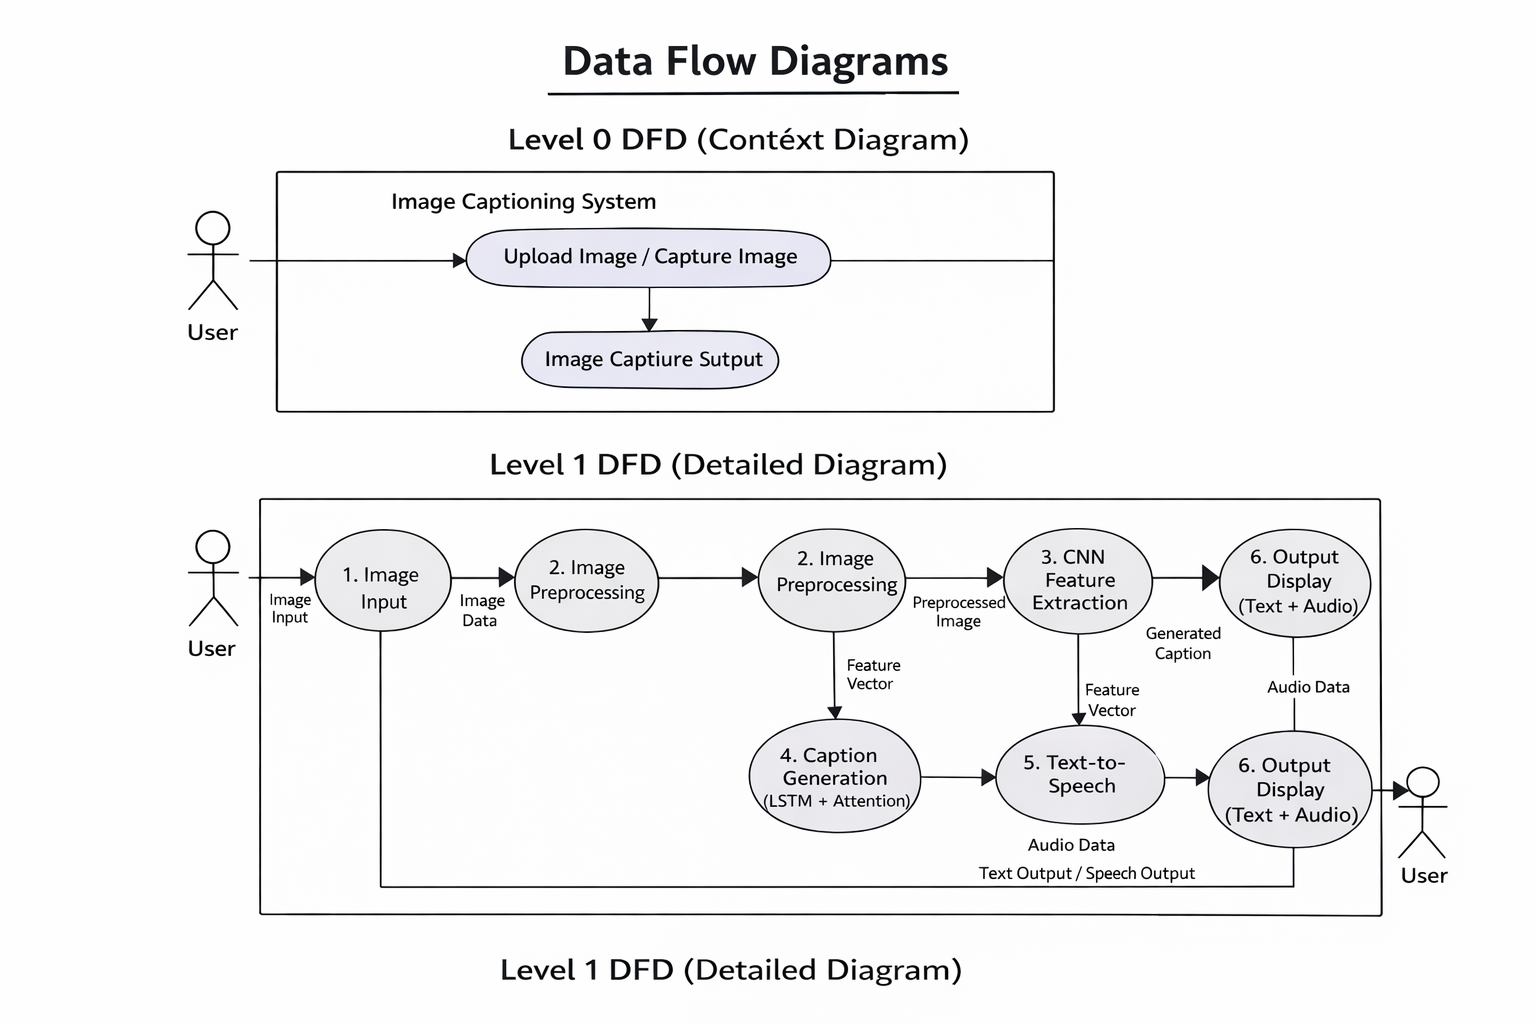 Data Flow Diagrams
Level 0 DFD (Contéxt Diagram)
Image Captioning System
Upload Image / Capture Image
User
Image Captiure Sutput
Level 1 DFD (Detailed Diagram)
User
Image
Input
1. Image
Input
Image
Data
2. Image
Preprocessing
2. Image
Preprocessing
Preprocessed
Image
3. CNN
Feature
Extraction
Generated
Caption
6. Output
Display
(Text + Audio)
Feature
Vector
Feature
Vector
Audio Data
4. Caption
Generation
(LSTM + Attention)
5. Text-to-
Speech
6. Output
Display
(Text + Audio)
Audio Data
Text Output / Speech Output
User
Level 1 DFD (Detailed Diagram)